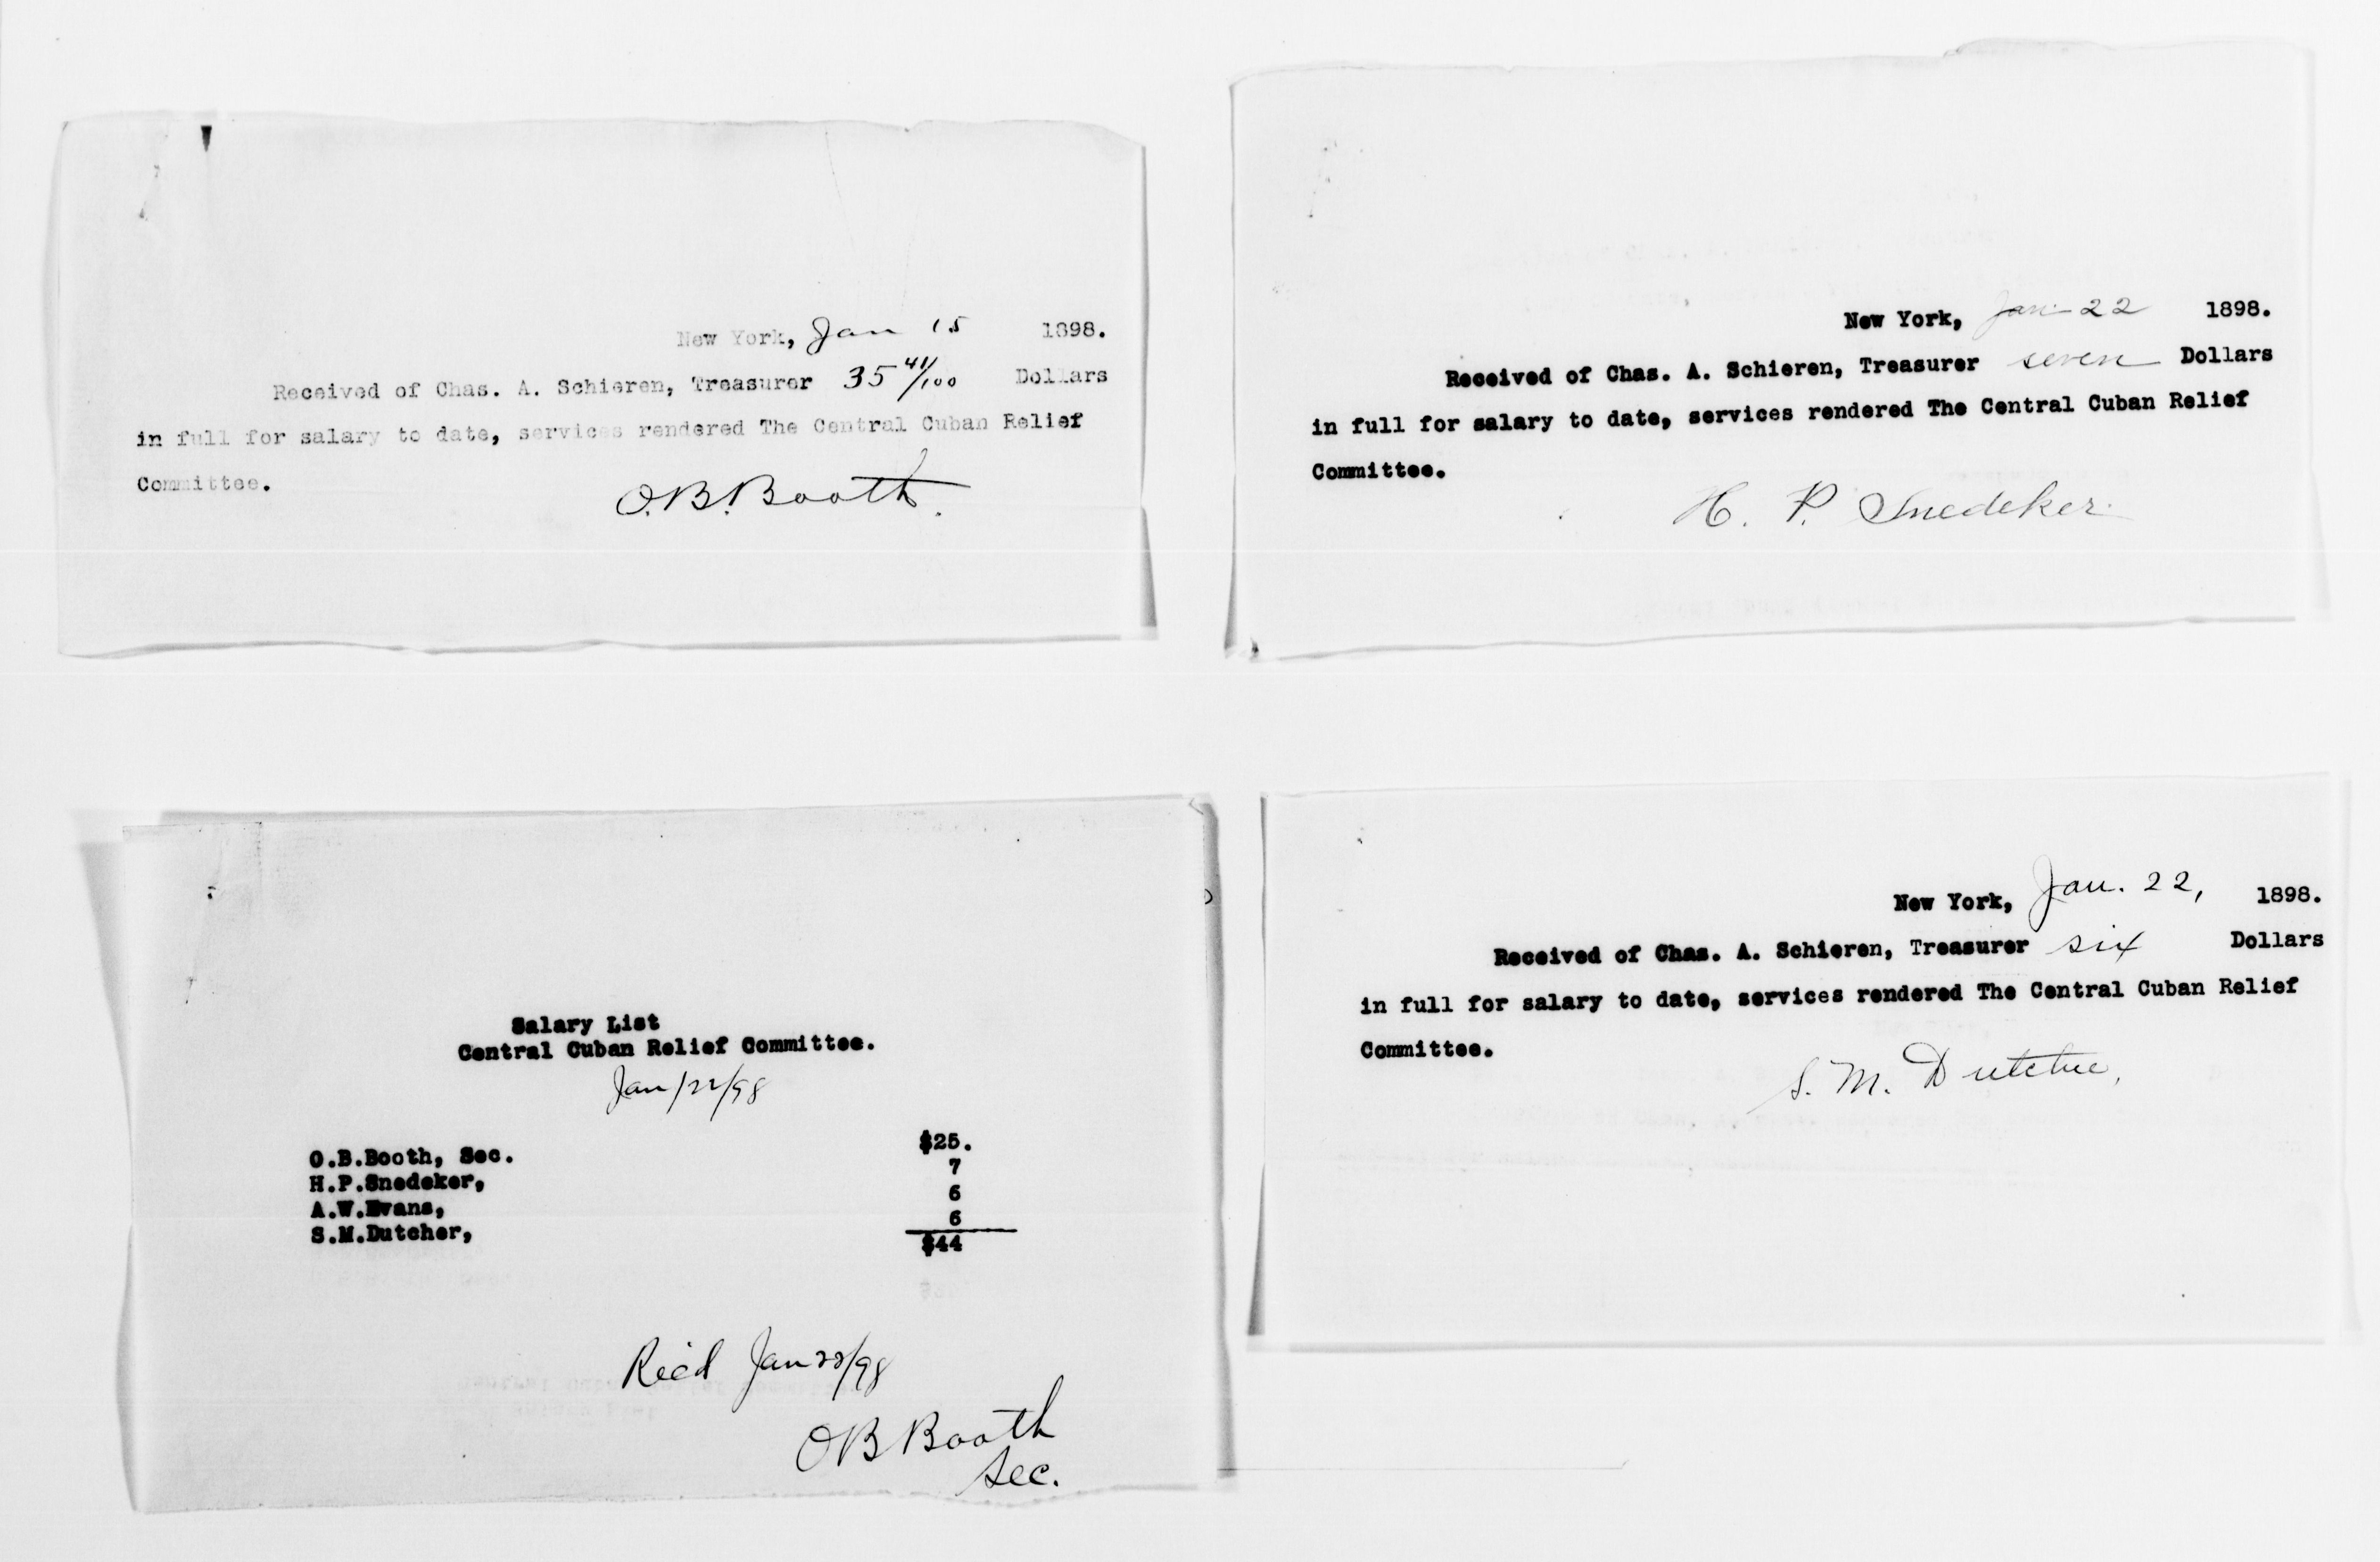 New York, Jan 15 1898.
Received of Chas. A. Schieren, Treasurer 35 41/100 Dollars
in full for salary to date, services rendered The Central Cuban Relief
Committee.
O.B. Booth.
New York, Jan 22 1898.
Received of Chas. A. Schieren, Treasurer seven Dollars
in full for salary to date, services rendered The Central Cuban Relief
Committee.
H. P. Snedeker.
Salary List
Central Cuban Relief Committee.
Jan/22/98
O.B.Booth, Sec. $25.
H.P.Snedeker, 7
A.W.Evans, 6
S.M.Dutcher, 6
$44
Rec'd Jan 22/98
O B Booth
Sec.
New York, Jan. 22, 1898.
Received of Chas. A. Schieren, Treasurer six Dollars
in full for salary to date, services rendered The Central Cuban Relief
Committee.
S. M. Dutcher,